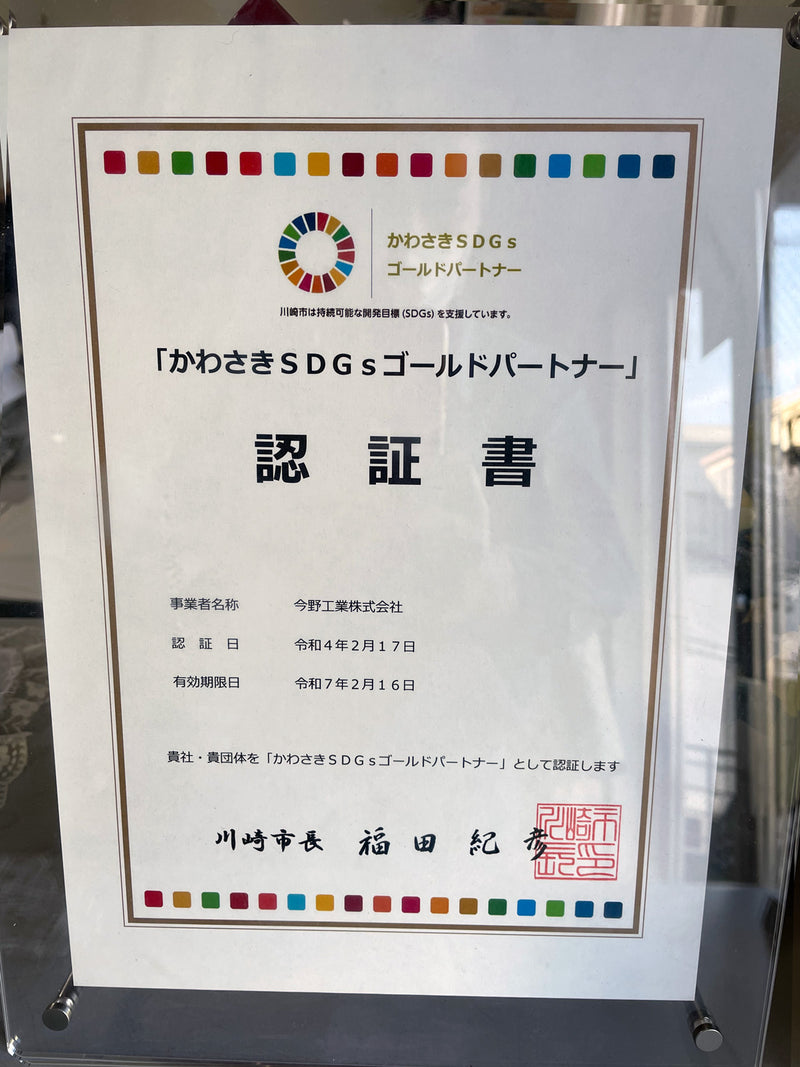 かわさきＳＤＧｓ
ゴールドパートナー
川崎市は持続可能な開発目標(SDGs)を支援しています。
「かわさきＳＤＧｓゴールドパートナー」
認 証 書
事業者名称 今野工業株式会社
認 証 日 令和４年２月１７日
有効期限日 令和７年２月１６日
貴社・貴団体を「かわさきＳＤＧｓゴールドパートナー」として認証します
川崎市長 福田紀彦
川崎市長之印